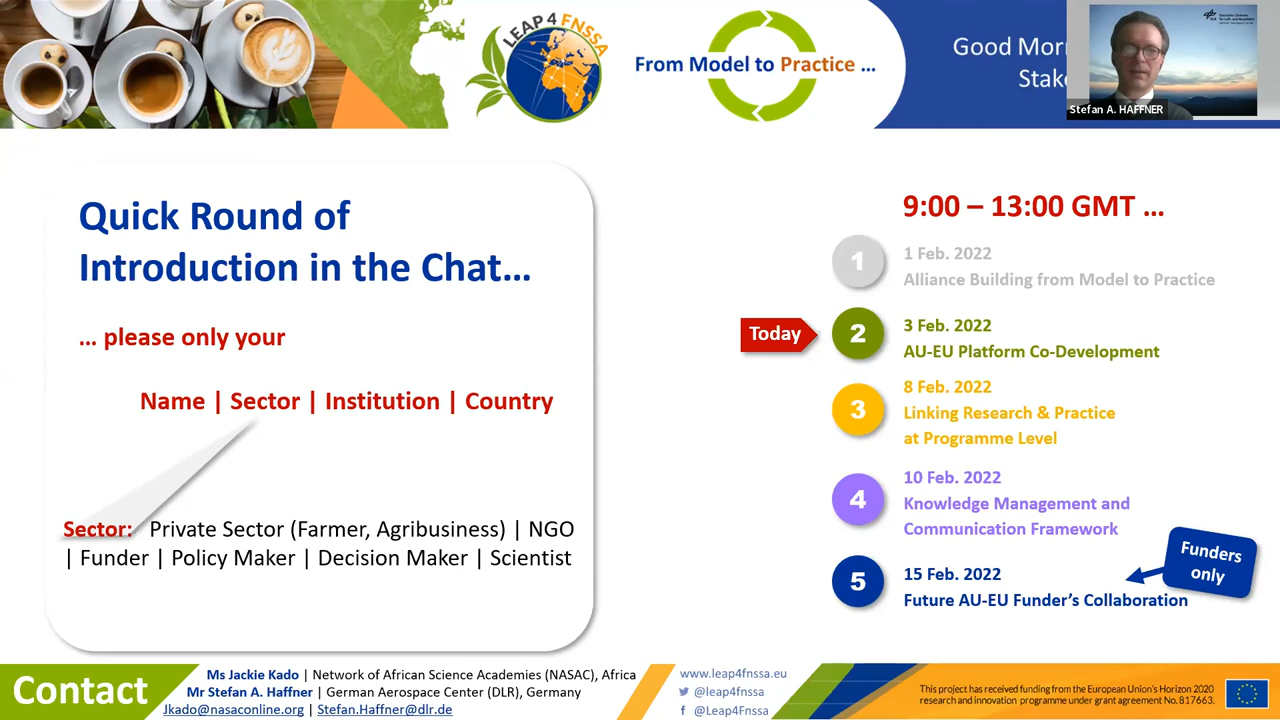 LEAP 4 FNSSA
From Model to Practice ...
Good
Stefan A. HAFFNER
Quick Round of
Introduction in the Chat...
... please only your
Name | Sector | Institution | Country
Sector: Private Sector (Farmer, Agribusiness) | NGO
| Funder | Policy Maker | Decision Maker | Scientist
9:00 – 13:00 GMT ...
1
1 Feb. 2022
Alliance Building from Model to Practice
Today
2
3 Feb. 2022
AU-EU Platform Co-Development
3
8 Feb. 2022
Linking Research & Practice
at Programme Level
4
10 Feb. 2022
Knowledge Management and
Communication Framework
Funders
only
5
15 Feb. 2022
Future AU-EU Funder's Collaboration
Contact
Ms Jackie Kado | Network of African Science Academies (NASAC), Africa
Mr Stefan A. Haffner | German Aerospace Center (DLR), Germany
Jkado@nasaconline.org | Stefan.Haffner@dlr.de
www.leap4fnssa.eu
@leap4fnssa
@Leap4Fnssa
This project has received funding from the European Union's Horizon 2020
research and innovation programme under grant agreement No. 817663.